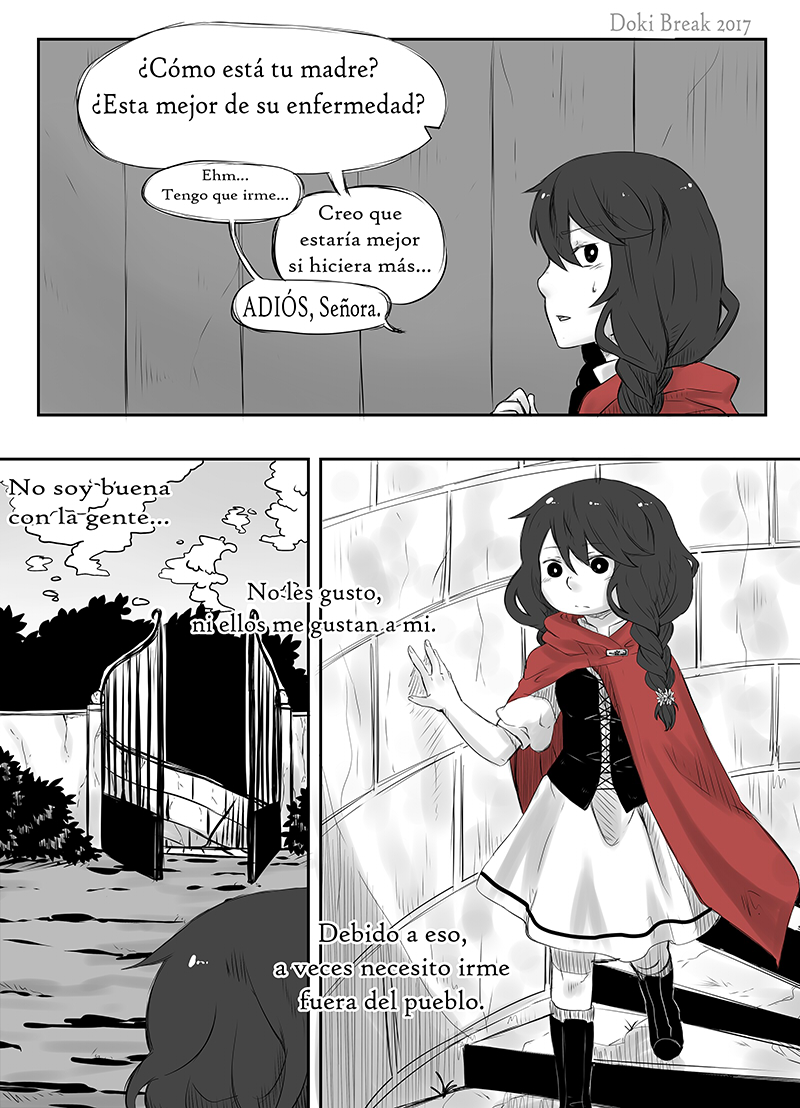 Doki Break 2017
¿Cómo está tu madre?
¿Esta mejor de su enfermedad?
Ehm...
Tengo que irme...
Creo que
estaría mejor
si hiciera más...
ADIÓS, Señora.
No soy buena
con la gente...
No les gusto,
ni ellos me gustan a mi.
Debido a eso,
a veces necesito irme
fuera del pueblo.